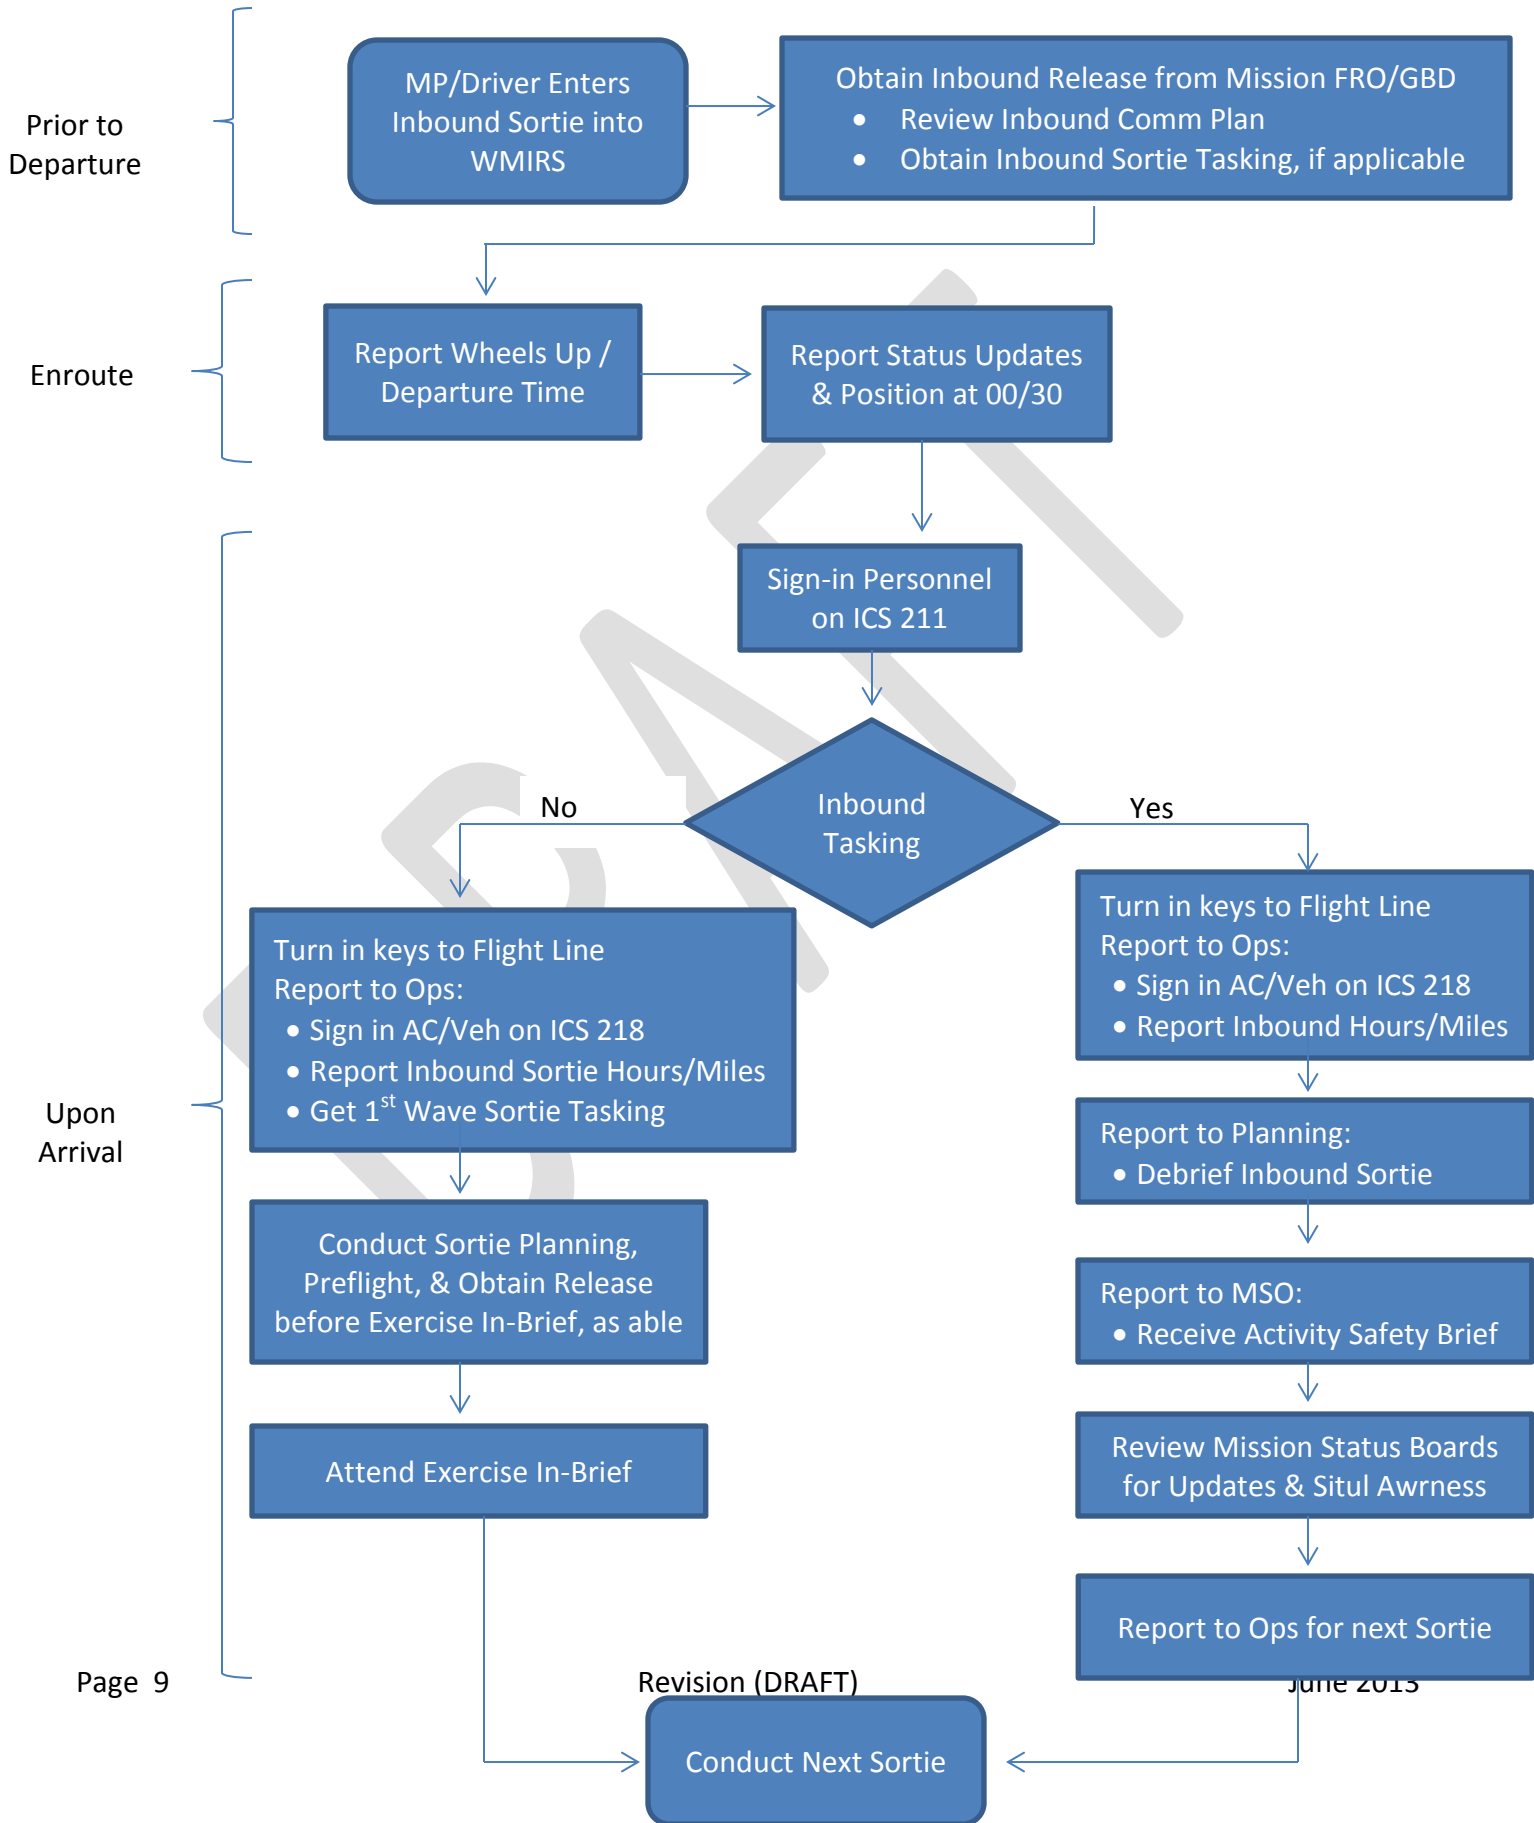 Prior to
Departure
MP/Driver Enters
Inbound Sortie into
WMIRS
Obtain Inbound Release from Mission FRO/GBD
• Review Inbound Comm Plan
• Obtain Inbound Sortie Tasking, if applicable
Enroute
Report Wheels Up /
Departure Time
Report Status Updates
& Position at 00/30
Sign-in Personnel
on ICS 211
Inbound
Tasking
No
Yes
Upon
Arrival
Turn in keys to Flight Line
Report to Ops:
• Sign in AC/Veh on ICS 218
• Report Inbound Sortie Hours/Miles
• Get 1st Wave Sortie Tasking
Conduct Sortie Planning,
Preflight, & Obtain Release
before Exercise In-Brief, as able
Attend Exercise In-Brief
Turn in keys to Flight Line
Report to Ops:
• Sign in AC/Veh on ICS 218
• Report Inbound Hours/Miles
Report to Planning:
• Debrief Inbound Sortie
Report to MSO:
• Receive Activity Safety Brief
Review Mission Status Boards
for Updates & Situl Awrness
Report to Ops for next Sortie
Page 9
Revision (DRAFT)
June 2013
Conduct Next Sortie
DRAFT